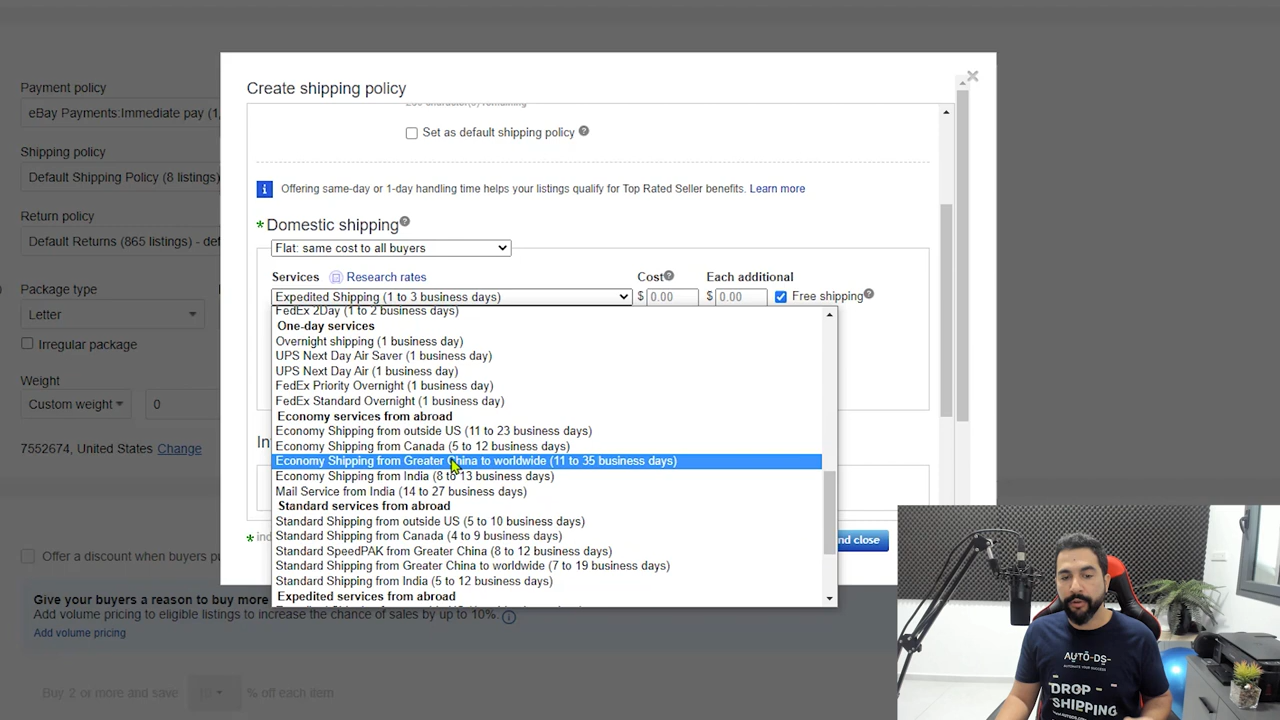 Create shipping policy
Set as default shipping policy
Offering same-day or 1-day handling time helps your listings qualify for Top Rated Seller benefits. Learn more
* Domestic shipping
Flat: same cost to all buyers
Services Research rates Cost Each additional
Expedited Shipping (1 to 3 business days) $ 0.00 $ 0.00 Free shipping
FedEx 2Day (1 to 2 business days)
One-day services
Overnight shipping (1 business day)
UPS Next Day Air Saver (1 business day)
UPS Next Day Air (1 business day)
FedEx Priority Overnight (1 business day)
FedEx Standard Overnight (1 business day)
Economy services from abroad
Economy Shipping from outside US (11 to 23 business days)
Economy Shipping from Canada (5 to 12 business days)
Economy Shipping from Greater China to worldwide (11 to 35 business days)
Economy Shipping from India (8 to 13 business days)
Mail Service from India (14 to 27 business days)
Standard services from abroad
Standard Shipping from outside US (5 to 10 business days)
Standard Shipping from Canada (4 to 9 business days)
Standard SpeedPAK from Greater China (8 to 12 business days)
Standard Shipping from Greater China to worldwide (7 to 19 business days)
Standard Shipping from India (5 to 12 business days)
Expedited services from abroad
In
* ind
nd close
Payment policy
eBay Payments:Immediate pay (1,
Shipping policy
Default Shipping Policy (8 listings)
Return policy
Default Returns (865 listings) - def
Package type
Letter
Irregular package
Weight
Custom weight 0
7552674, United States Change
Offer a discount when buyers pu
Give your buyers a reason to buy more
Add volume pricing to eligible listings to increase the chance of sales by up to 10%.
Add volume pricing
Buy 2 or more and save % off each item
AUTO-DS
AUTOMATE YOUR SUCCESS
DROP
SHIPPING